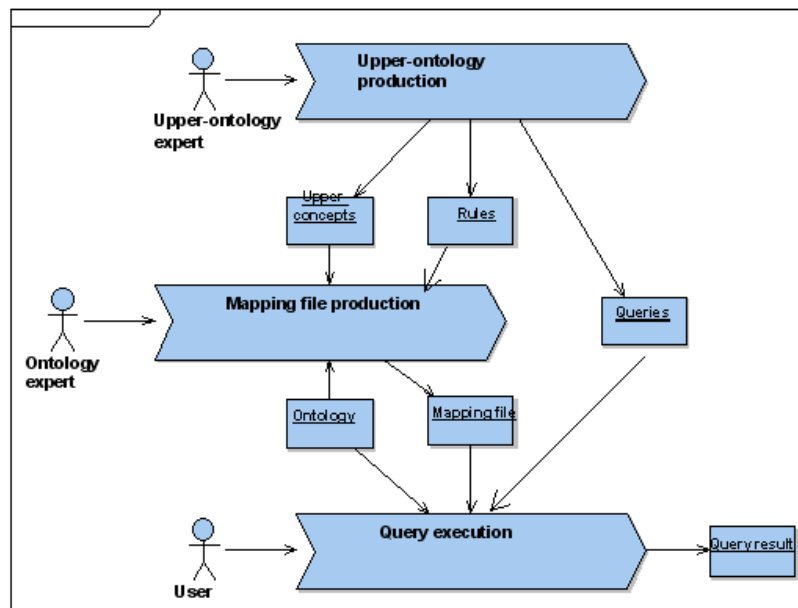 Upper-ontology
production
Upper-ontology
expert
Upper
concepts
Rules
Mapping file production
Queries
Ontology
expert
Ontology
Mapping file
Query execution
Query result
User